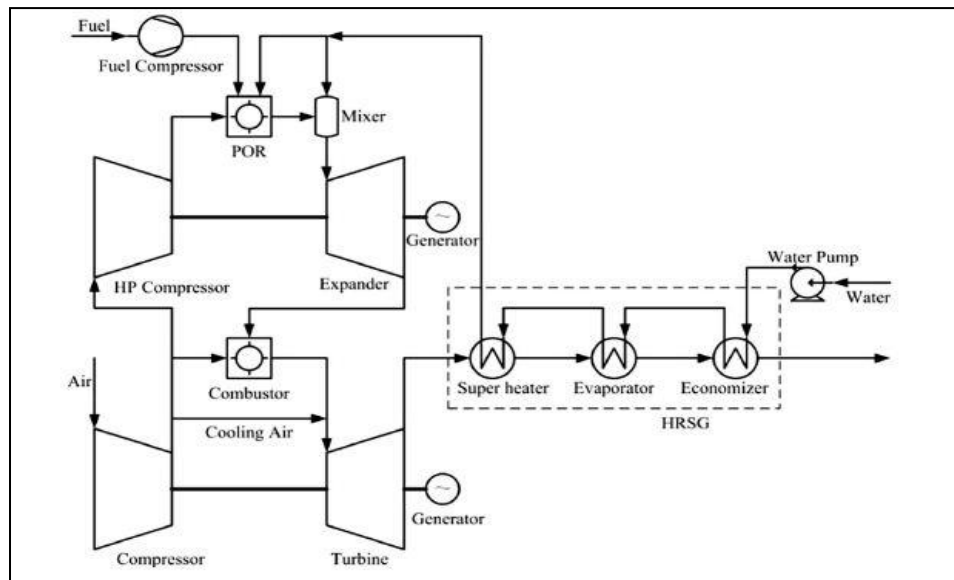 Fuel
Fuel Compressor
POR
Mixer
HP Compressor
Expander
Generator
Water Pump
Water
Air
Combustor
Cooling Air
Super heater
Evaporator
Economizer
HRSG
Compressor
Turbine
Generator